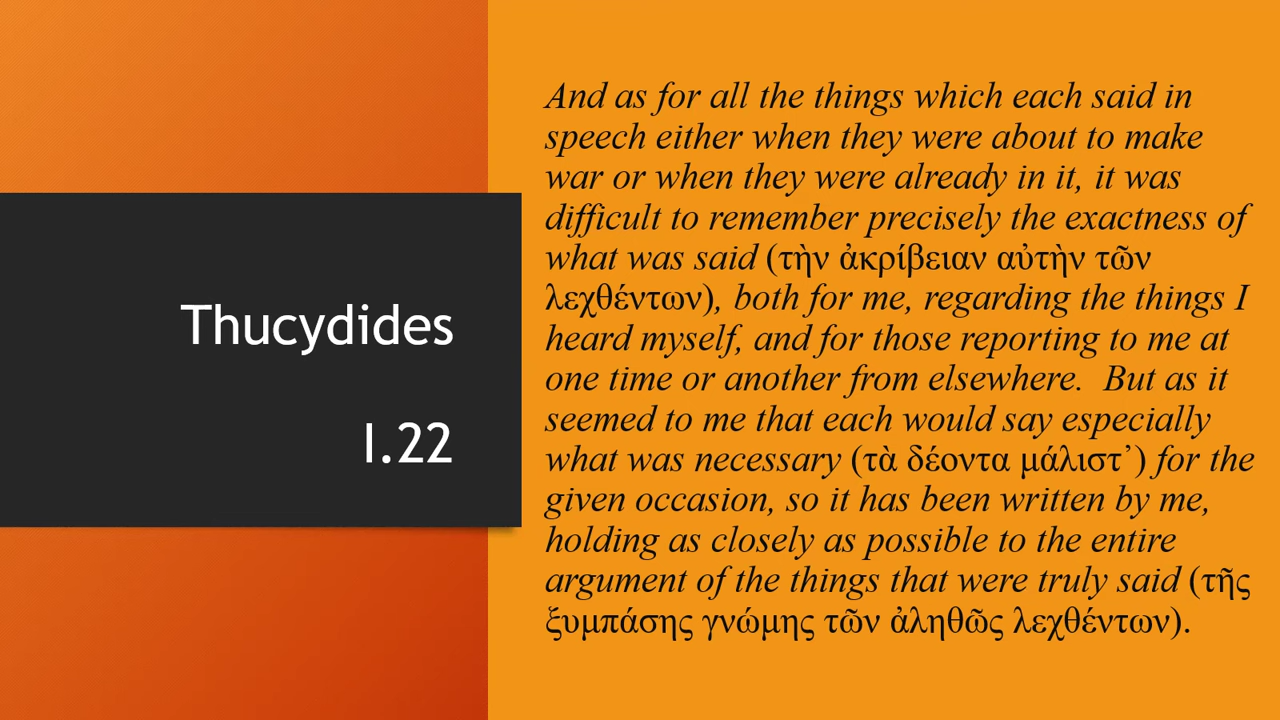 Thucydides
I.22
And as for all the things which each said in
speech either when they were about to make
war or when they were already in it, it was
difficult to remember precisely the exactness of
what was said (τὴν ἀκρίβειαν αὐτὴν τῶν
λεχθέντων), both for me, regarding the things I
heard myself, and for those reporting to me at
one time or another from elsewhere.  But as it
seemed to me that each would say especially
what was necessary (τὰ δέοντα μάλιστ᾽) for the
given occasion, so it has been written by me,
holding as closely as possible to the entire
argument of the things that were truly said (τῆς
ξυμπάσης γνώμης τῶν ἀληθῶς λεχθέντων).